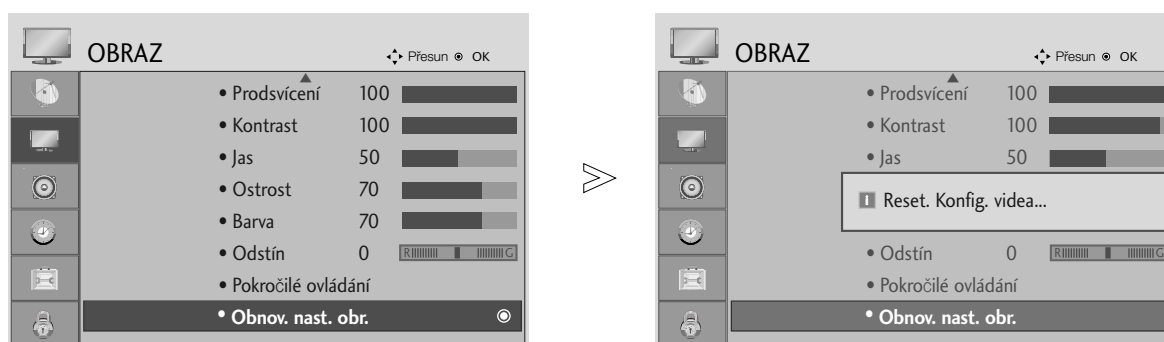 OBRAZ
Přesun OK
• Prodsvícení 100
• Kontrast 100
• Jas 50
• Ostrost 70
• Barva 70
• Odstín 0 R G
• Pokročilé ovládání
• Obnov. nast. obr.
>
OBRAZ
Přesun OK
• Prodsvícení 100
• Kontrast 100
• Jas 50
i Reset. Konfig. videa...
• Odstín 0 R G
• Pokročilé ovládání
• Obnov. nast. obr.